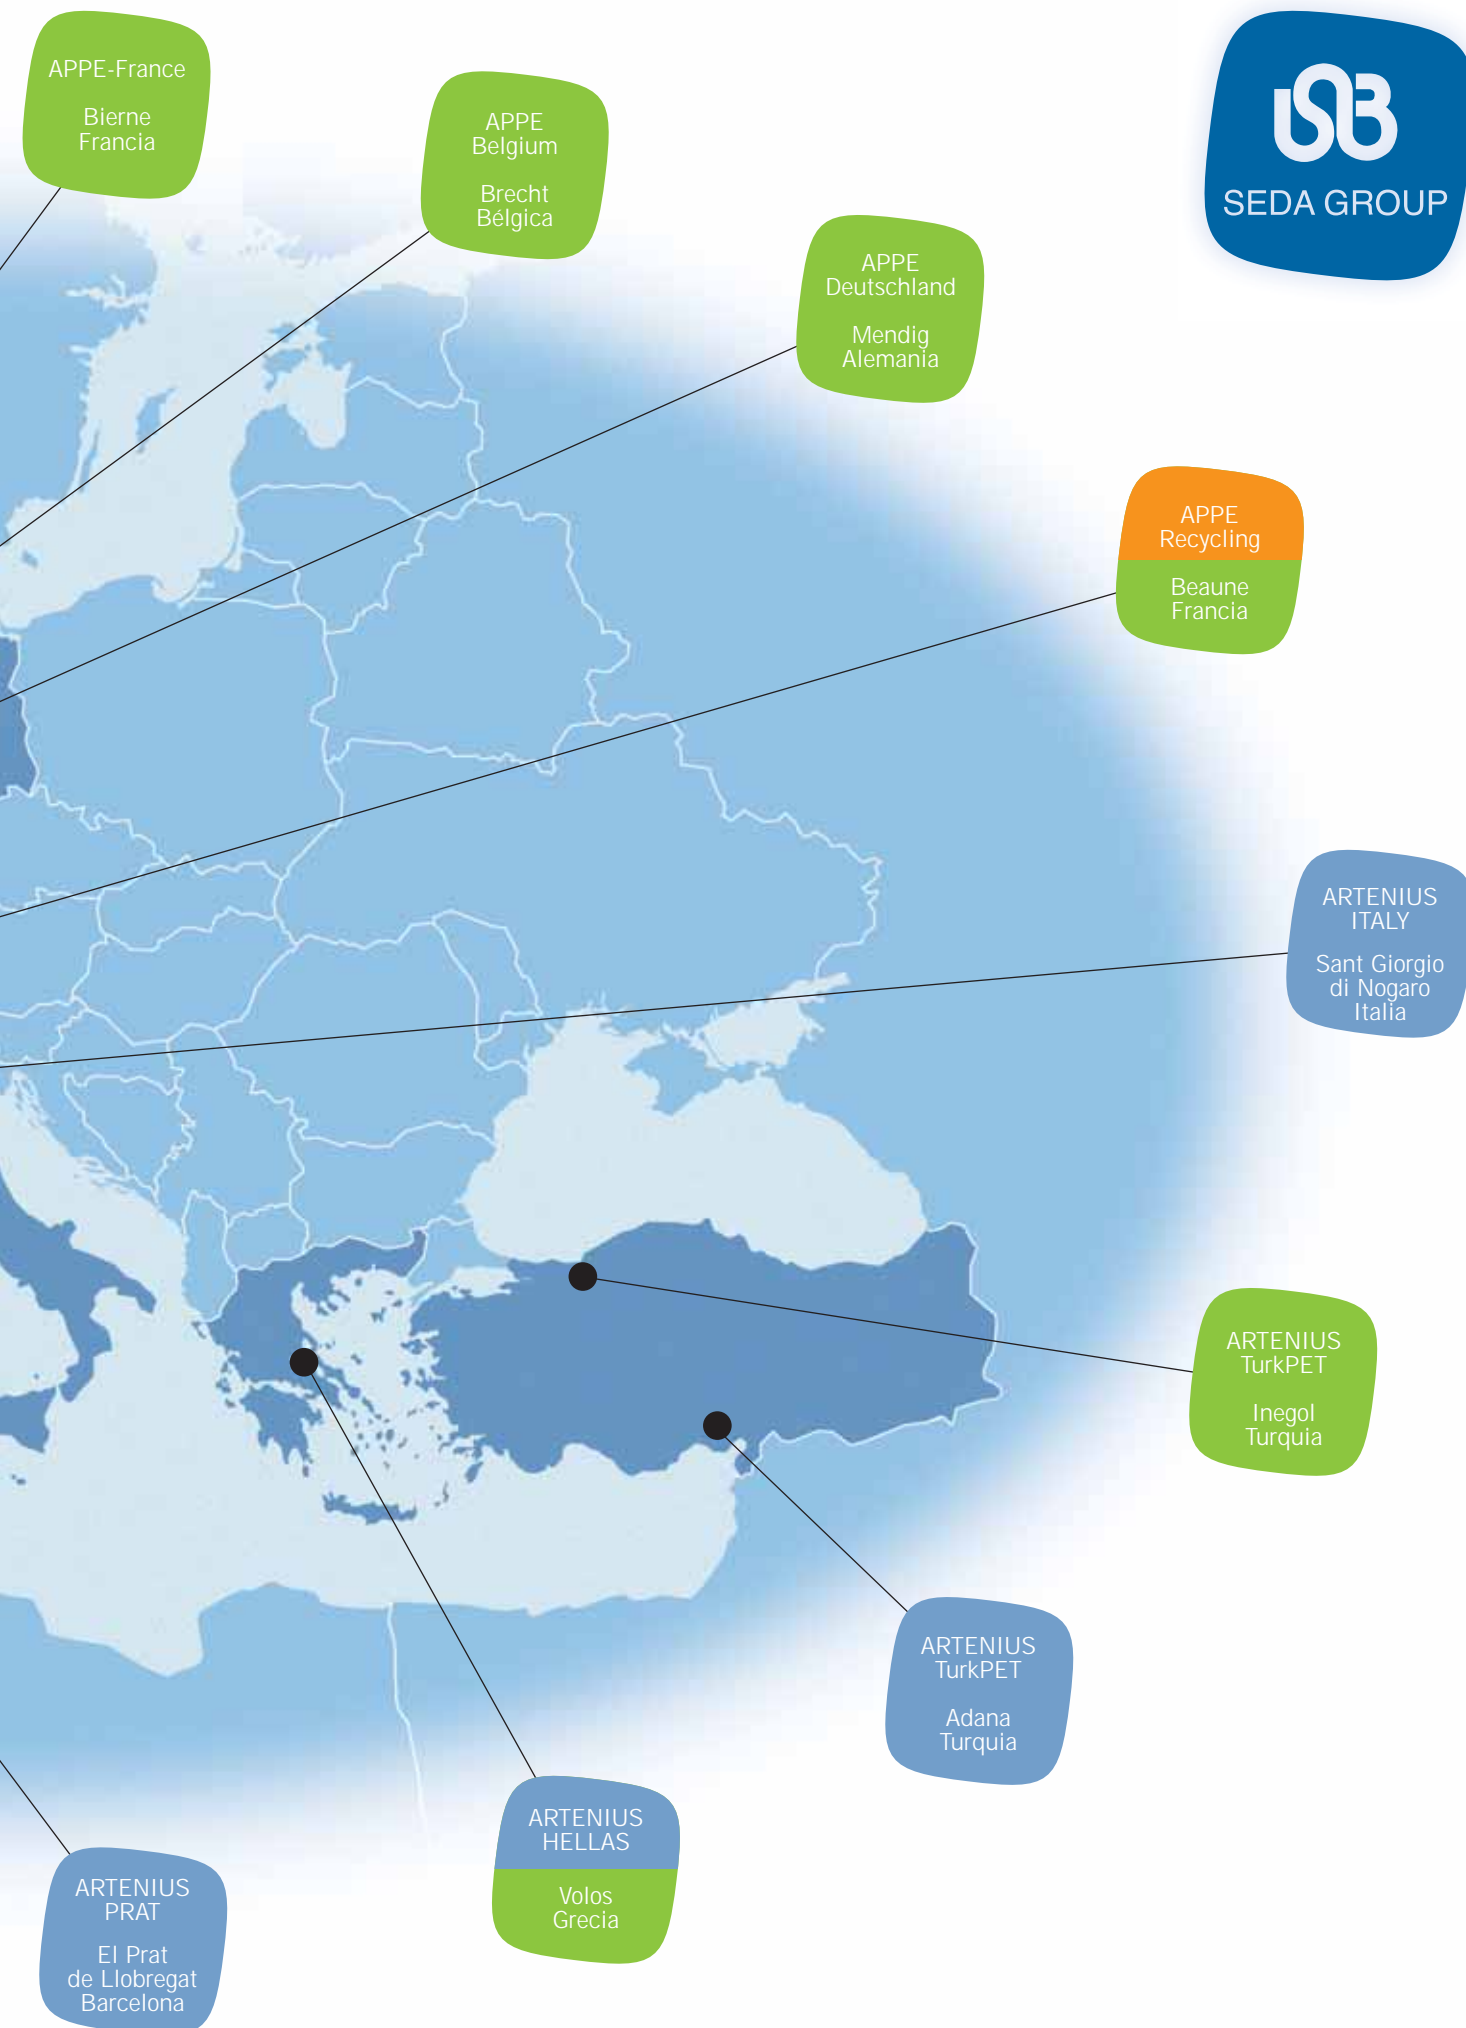 APPE-France
Bierne
Francia
APPE
Belgium
Brecht
Bélgica
SEDA GROUP
APPE
Deutschland
Mendig
Alemania
APPE
Recycling
Beaune
Francia
ARTENIUS
ITALY
Sant Giorgio
di Nogaro
Italia
ARTENIUS
TurkPET
Inegol
Turquia
ARTENIUS
TurkPET
Adana
Turquia
ARTENIUS
HELLAS
Volos
Grecia
ARTENIUS
PRAT
El Prat
de Llobregat
Barcelona